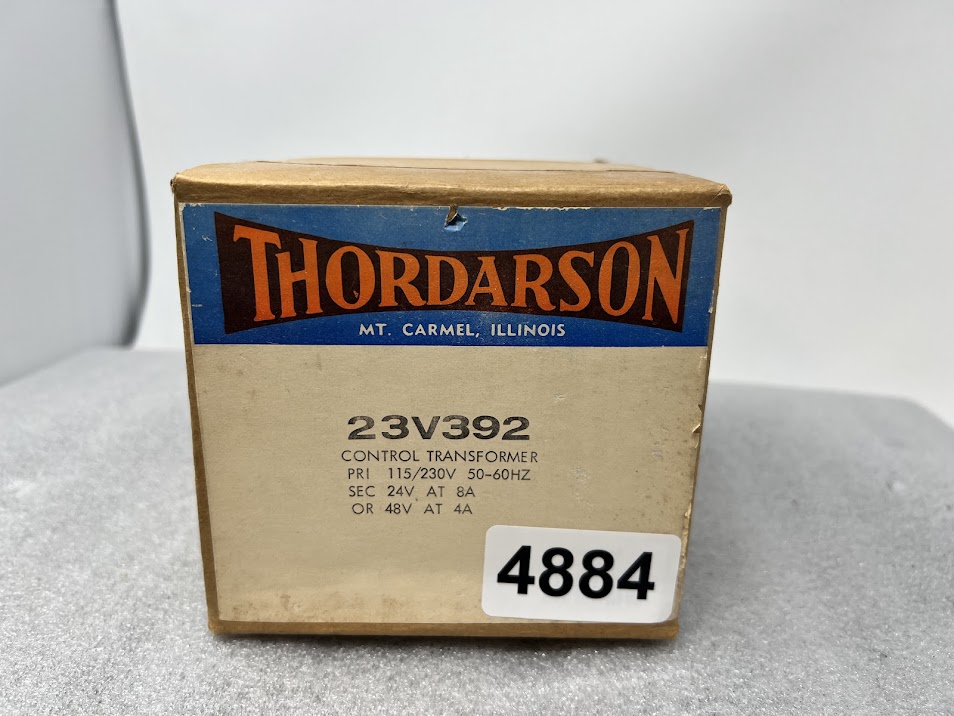 THORDARSON
MT. CARMEL, ILLINOIS
23V392
CONTROL TRANSFORMER
PRI 115/230V 50-60HZ
SEC 24V AT 8A
OR 48V AT 4A
4884